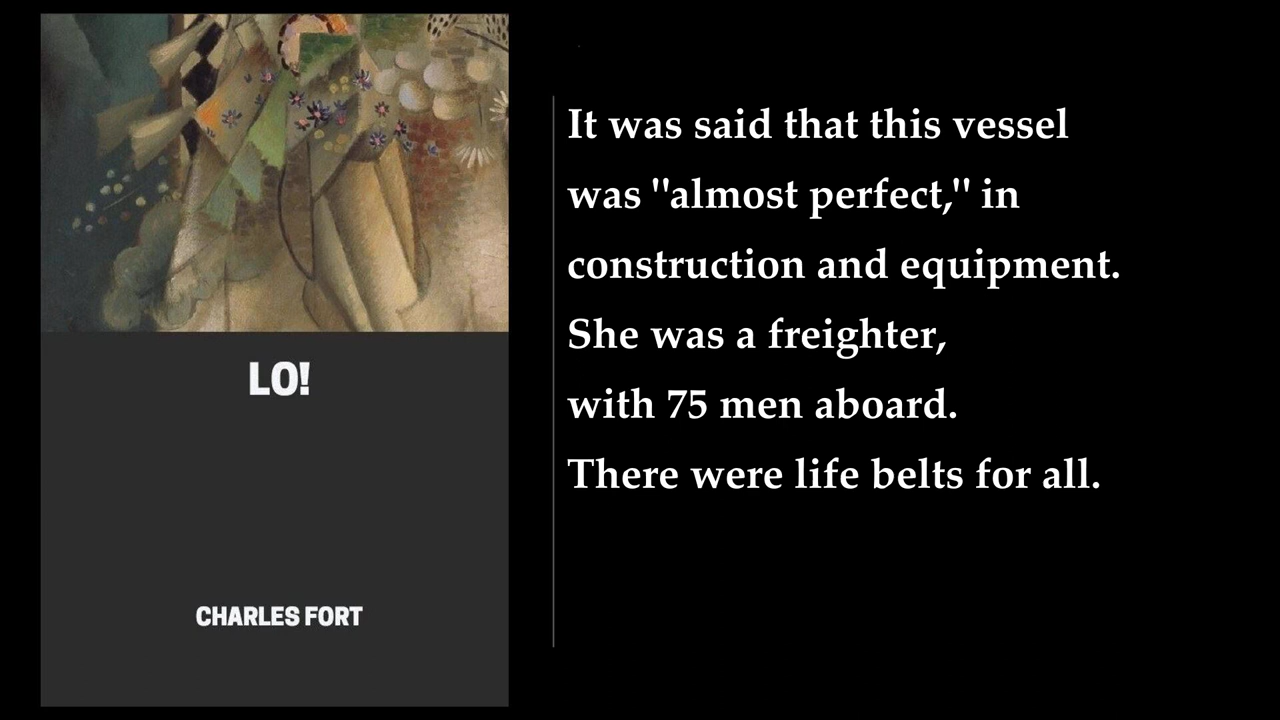 LO!
CHARLES FORT
It was said that this vessel
was "almost perfect," in
construction and equipment.
She was a freighter,
with 75 men aboard.
There were life belts for all.